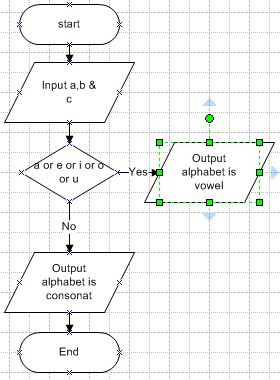 start
Input a,b &
c
a or e or i or o
or u
Yes
Output
alphabet is
vowel
No
Output
alphabet is
consonat
End